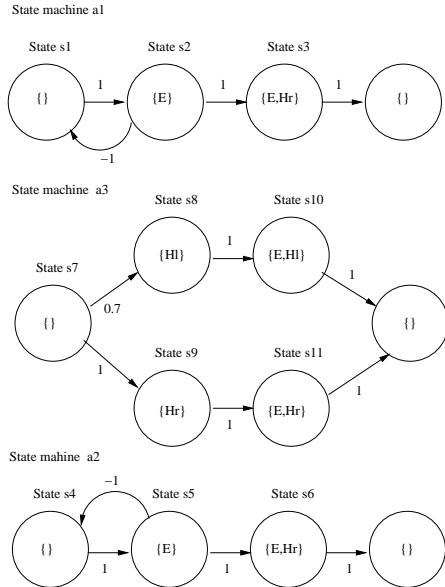 State machine a1
State s1 State s2 State s3
1 1 1
{} {E} {E,Hr} {}
−1
State machine a3
State s8 State s10
1
{Hl} {E,Hl}
State s7 1
0.7
{} {}
1 State s9 State s11
1
{Hr} {E,Hr}
1
State mahine a2
−1
State s4 State s5 State s6
{} {E} {E,Hr} {}
1 1 1